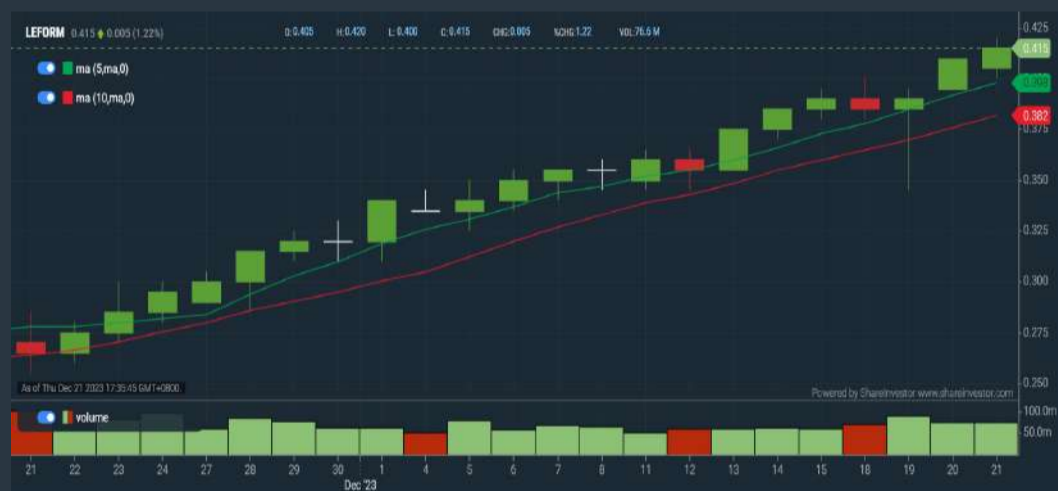 LEFORM 0.415 0.005 (1.22%) O: 0.405 H: 0.420 L: 0.400 C: 0.415 CHG: 0.005 %CHG: 1.22 VOL: 76.6 M
ma (5,ma,0)
ma (10,ma,0)
0.425
0.415
0.382
0.375
0.350
0.325
0.300
0.275
0.250
As of Thu Dec 21 2023 17:35:45 GMT+0800.
Powered by ShareInvestor www.shareinvestor.com
volume
100.0m
50.0m
21 22 23 24 27 28 29 30 1 4 5 6 7 8 11 12 13 14 15 18 19 20 21
Dec '23